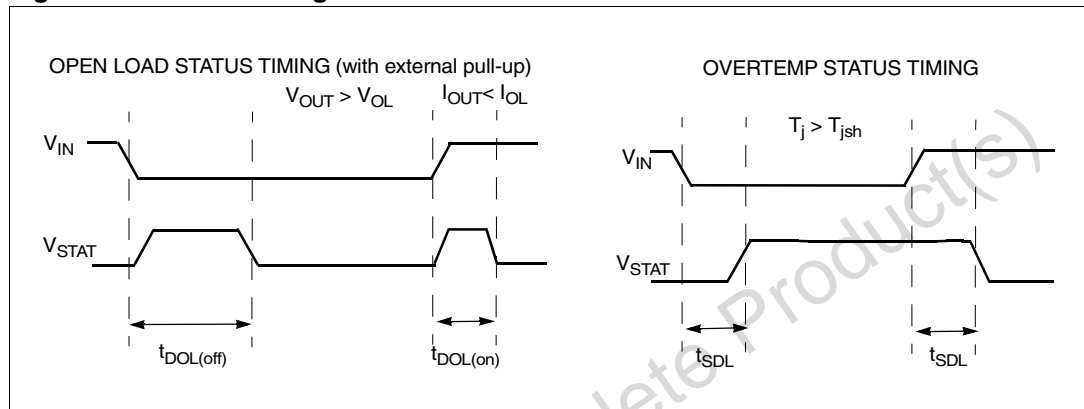 OPEN LOAD STATUS TIMING (with external pull-up)
VOUT > VOL
IOUT< IOL
VIN
VSTAT
tDOL(off)
tDOL(on)
OVERTEMP STATUS TIMING
Tj > Tjsh
VIN
VSTAT
tSDL
tSDL
lete Product(s)